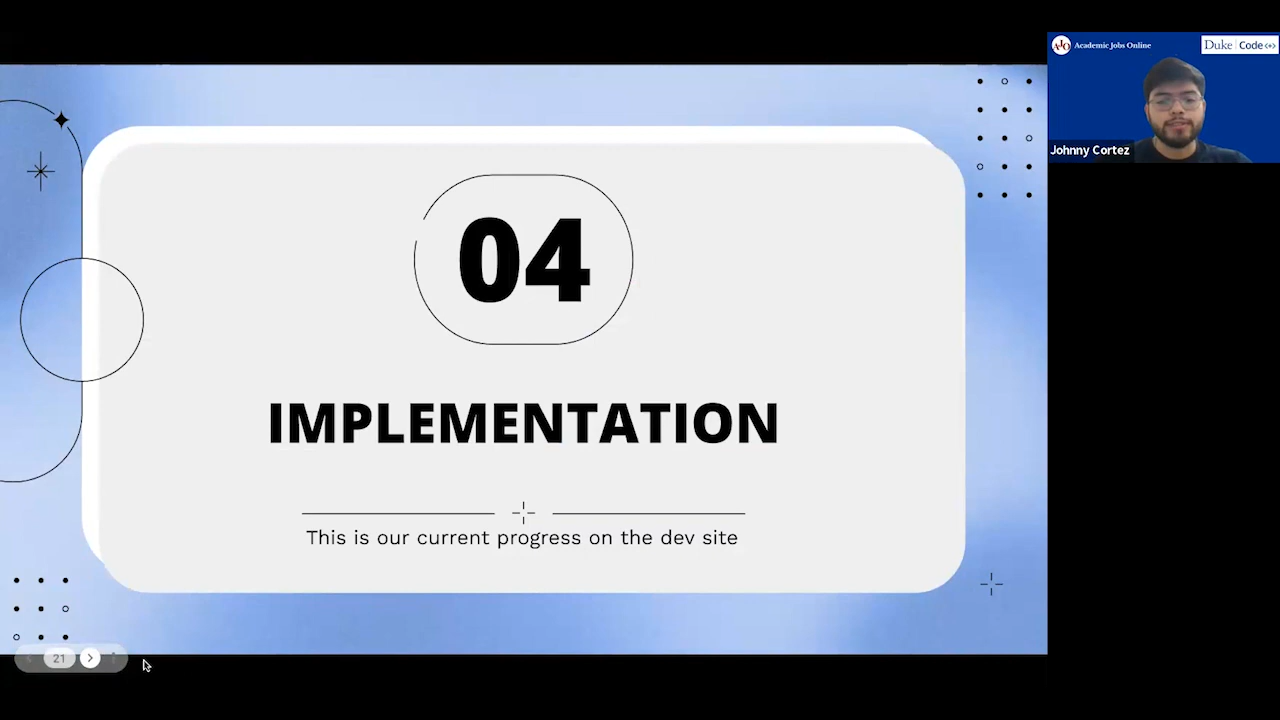 04
IMPLEMENTATION
This is our current progress on the dev site
21
AJO Academic Jobs Online
Duke Code
Johnny Cortez